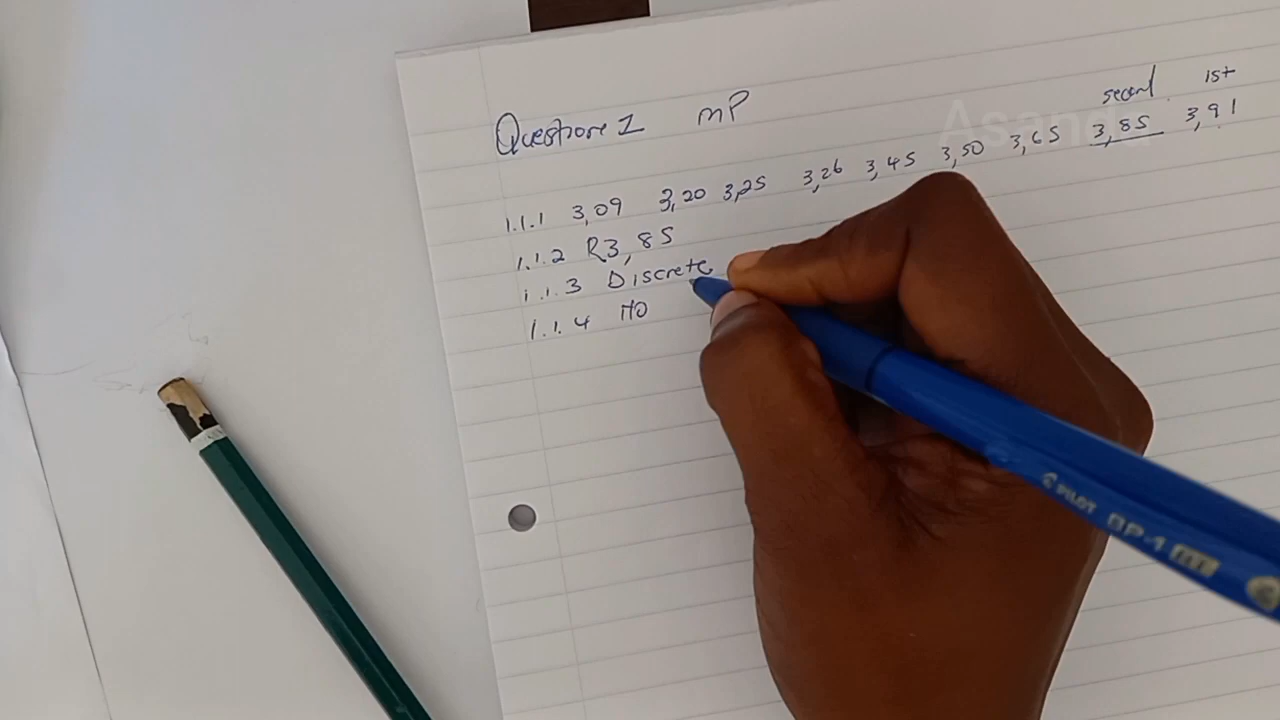 second 1st
Questione 1 mP
1.1.1 3,09 3,20 3,25 3,26 3,45 3,50 3,65 3,85 3,91
1.1.2 R3,85
1.1.3 Discrete
1.1.4 NO
PILOT BP-1